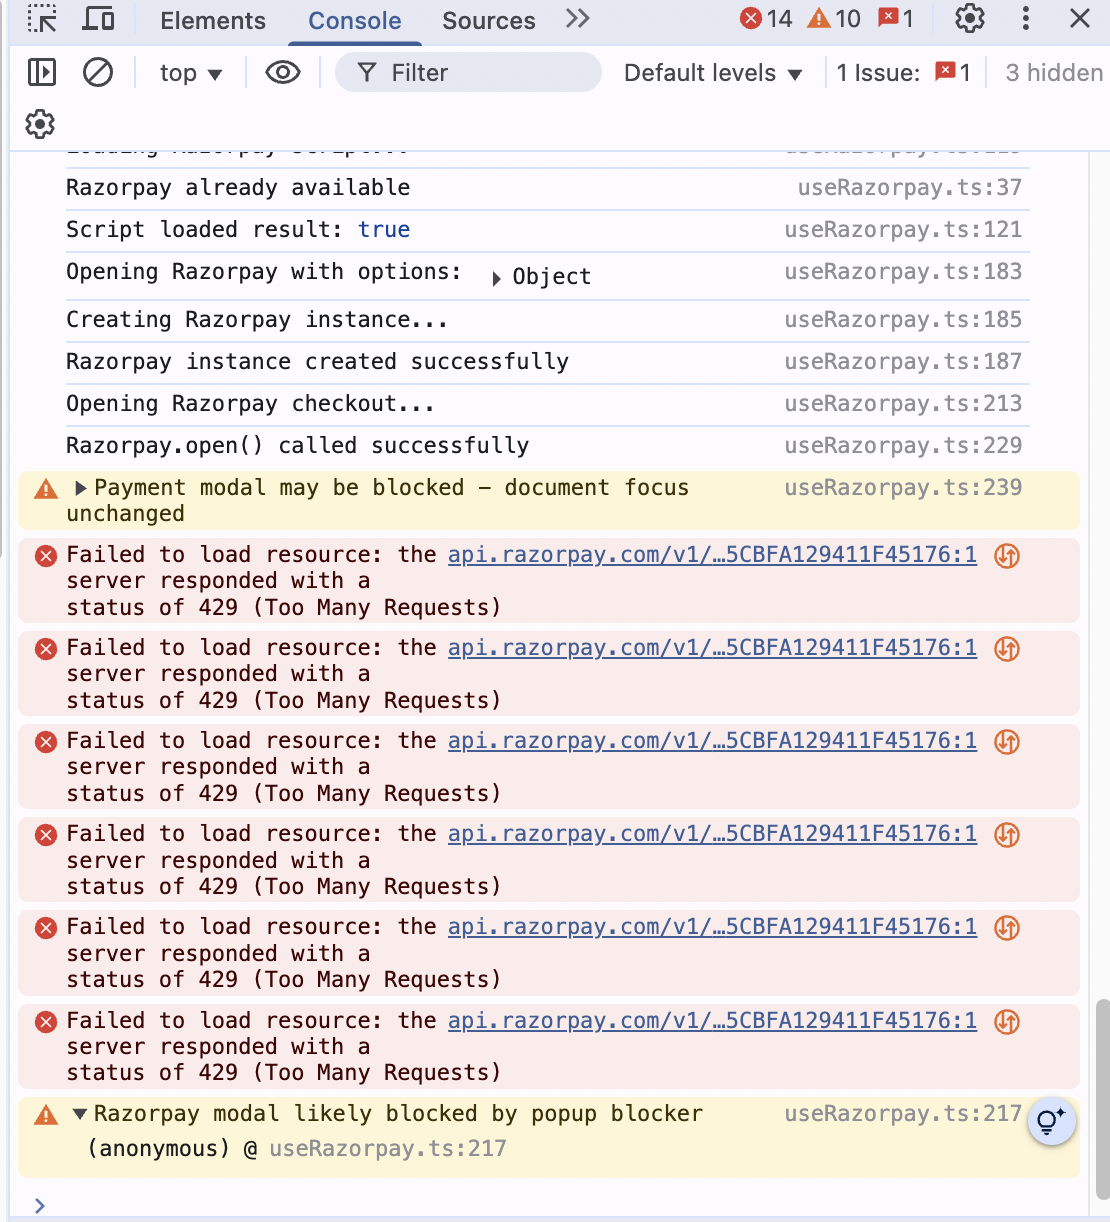 Elements Console Sources 14 10 1
top Filter Default levels 1 Issue: 1 3 hidden
Loading Razorpay script...
Razorpay already available useRazorpay.ts:37
Script loaded result: true useRazorpay.ts:121
Opening Razorpay with options: Object useRazorpay.ts:183
Creating Razorpay instance... useRazorpay.ts:185
Razorpay instance created successfully useRazorpay.ts:187
Opening Razorpay checkout... useRazorpay.ts:213
Razorpay.open() called successfully useRazorpay.ts:229
Payment modal may be blocked – document focus useRazorpay.ts:239
unchanged
Failed to load resource: the api.razorpay.com/v1/…5CBFA129411F45176:1
server responded with a
status of 429 (Too Many Requests)
Failed to load resource: the api.razorpay.com/v1/…5CBFA129411F45176:1
server responded with a
status of 429 (Too Many Requests)
Failed to load resource: the api.razorpay.com/v1/…5CBFA129411F45176:1
server responded with a
status of 429 (Too Many Requests)
Failed to load resource: the api.razorpay.com/v1/…5CBFA129411F45176:1
server responded with a
status of 429 (Too Many Requests)
Failed to load resource: the api.razorpay.com/v1/…5CBFA129411F45176:1
server responded with a
status of 429 (Too Many Requests)
Failed to load resource: the api.razorpay.com/v1/…5CBFA129411F45176:1
server responded with a
status of 429 (Too Many Requests)
Razorpay modal likely blocked by popup blocker useRazorpay.ts:217
(anonymous) @ useRazorpay.ts:217